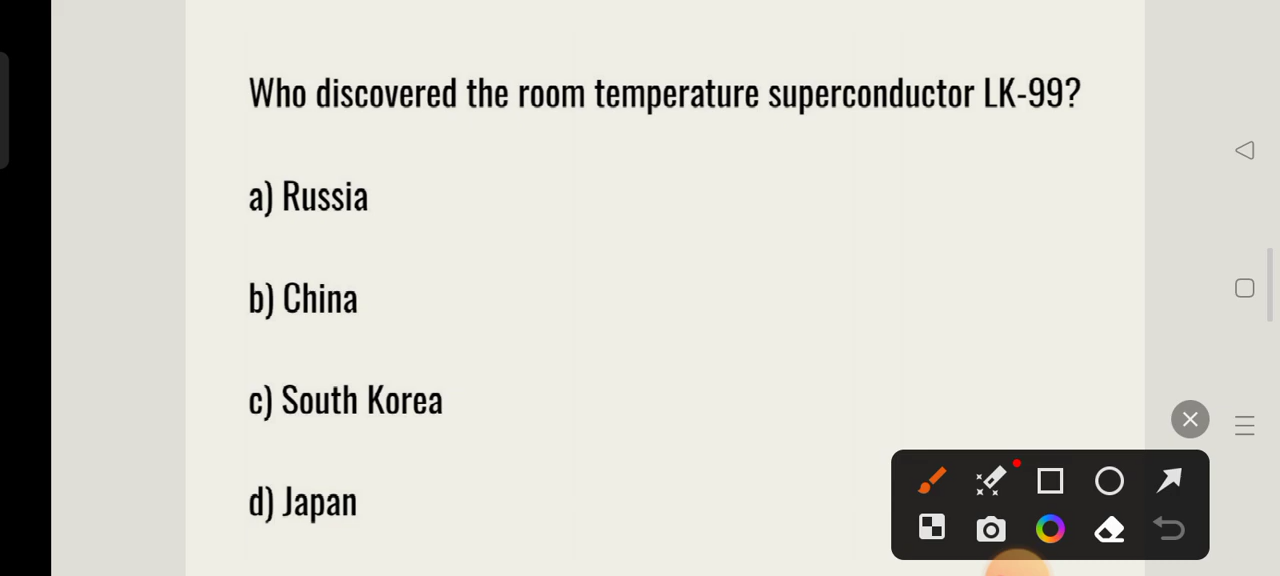 Who discovered the room temperature superconductor LK-99?
a) Russia
b) China
c) South Korea
d) Japan